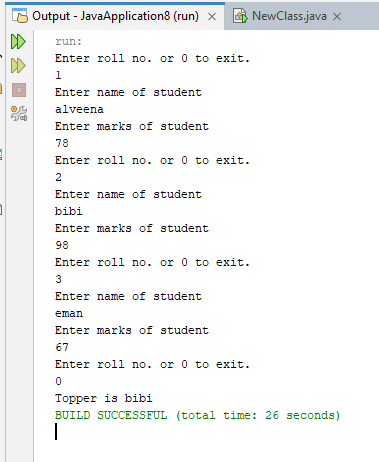 Output - JavaApplication8 (run) × NewClass.java ×
run:
Enter roll no. or 0 to exit.
1
Enter name of student
alveena
Enter marks of student
78
Enter roll no. or 0 to exit.
2
Enter name of student
bibi
Enter marks of student
98
Enter roll no. or 0 to exit.
3
Enter name of student
eman
Enter marks of student
67
Enter roll no. or 0 to exit.
0
Topper is bibi
BUILD SUCCESSFUL (total time: 26 seconds)